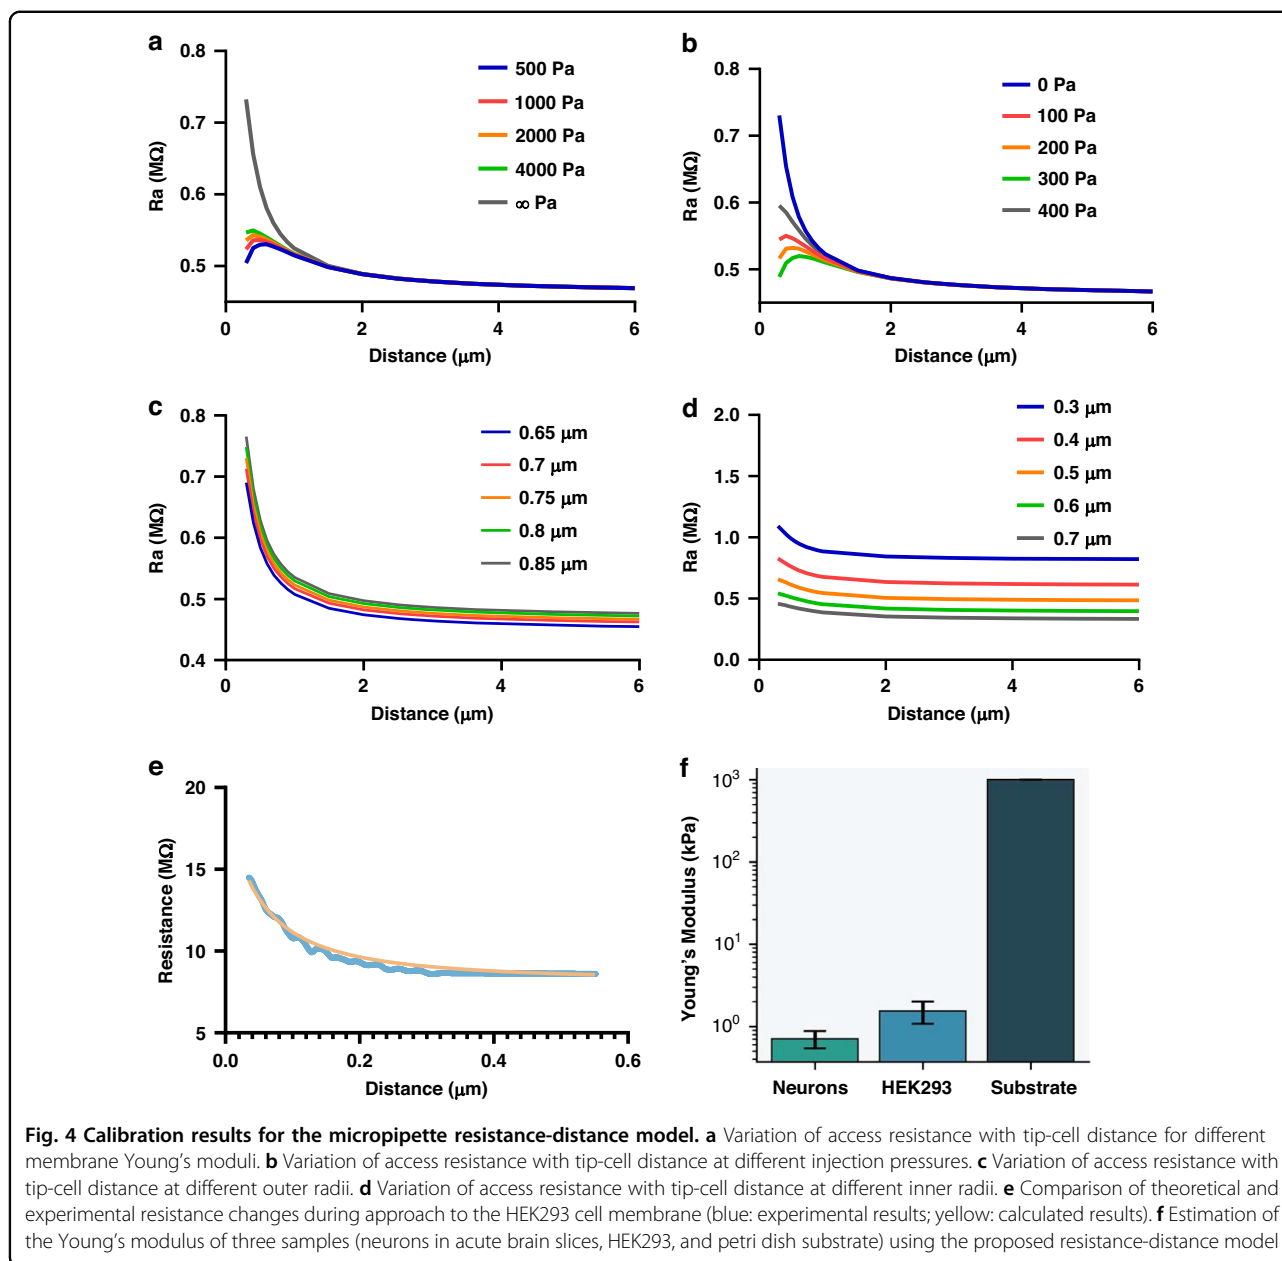 a
0.8
0.7
0.6
0.5
Ra (MΩ)
500 Pa
1000 Pa
2000 Pa
4000 Pa
∞ Pa
0 2 4 6
Distance (μm)
b
0.8
0.7
0.6
0.5
Ra (MΩ)
0 Pa
100 Pa
200 Pa
300 Pa
400 Pa
0 2 4 6
Distance (μm)
c
0.8
0.7
0.6
0.5
0.4
Ra (MΩ)
0.65 μm
0.7 μm
0.75 μm
0.8 μm
0.85 μm
0 2 4 6
Distance (μm)
d
2.0
1.5
1.0
0.5
0.0
Ra (MΩ)
0.3 μm
0.4 μm
0.5 μm
0.6 μm
0.7 μm
0 2 4 6
Distance (μm)
e
20
15
10
5
Resistance (MΩ)
0.0 0.2 0.4 0.6
Distance (μm)
f
10³
10²
10¹
10⁰
Young's Modulus (kPa)
Neurons HEK293 Substrate
Fig. 4 Calibration results for the micropipette resistance-distance model. a Variation of access resistance with tip-cell distance for different
membrane Young's moduli. b Variation of access resistance with tip-cell distance at different injection pressures. c Variation of access resistance with
tip-cell distance at different outer radii. d Variation of access resistance with tip-cell distance at different inner radii. e Comparison of theoretical and
experimental resistance changes during approach to the HEK293 cell membrane (blue: experimental results; yellow: calculated results). f Estimation of
the Young's modulus of three samples (neurons in acute brain slices, HEK293, and petri dish substrate) using the proposed resistance-distance model